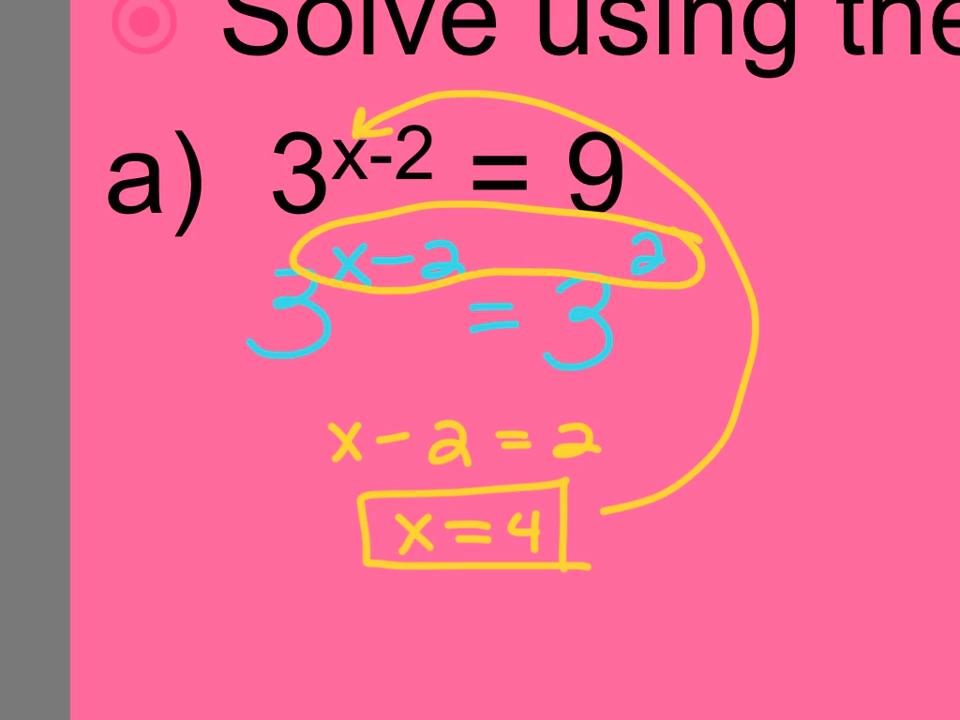 Solve using the
a) 3^(x-2) = 9
3^(x-2) = 3^2
x-2=2
x=4